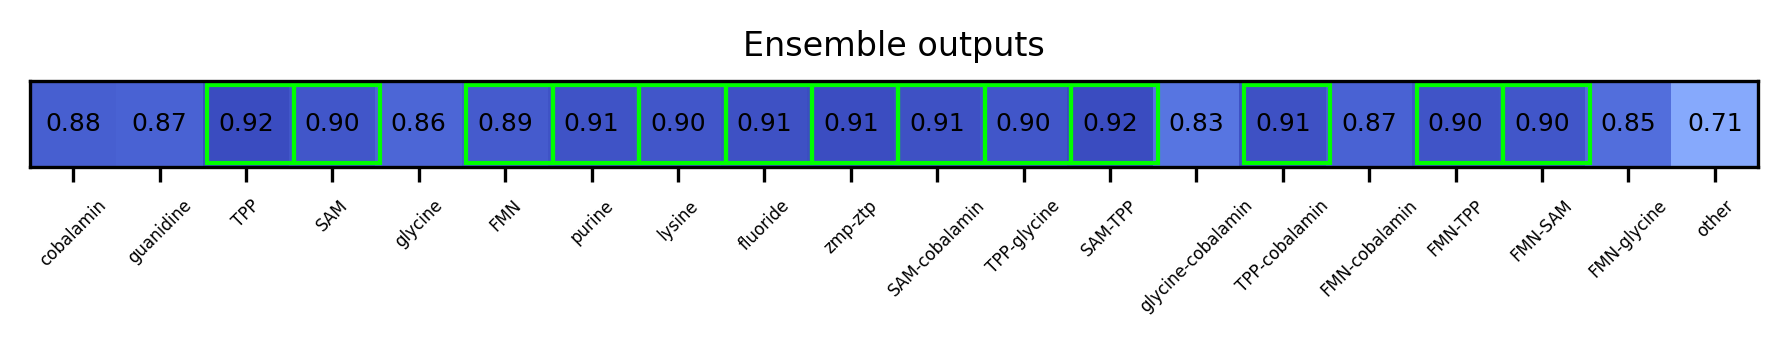 Ensemble outputs
0.88 0.87 0.92 0.90 0.86 0.89 0.91 0.90 0.91 0.91 0.91 0.90 0.92 0.83 0.91 0.87 0.90 0.90 0.85 0.71
cobalamin guanidine TPP SAM glycine FMN purine lysine fluoride zmp-ztp SAM-cobalamin TPP-glycine SAM-TPP glycine-cobalamin TPP-cobalamin FMN-cobalamin FMN-TPP FMN-SAM FMN-glycine other